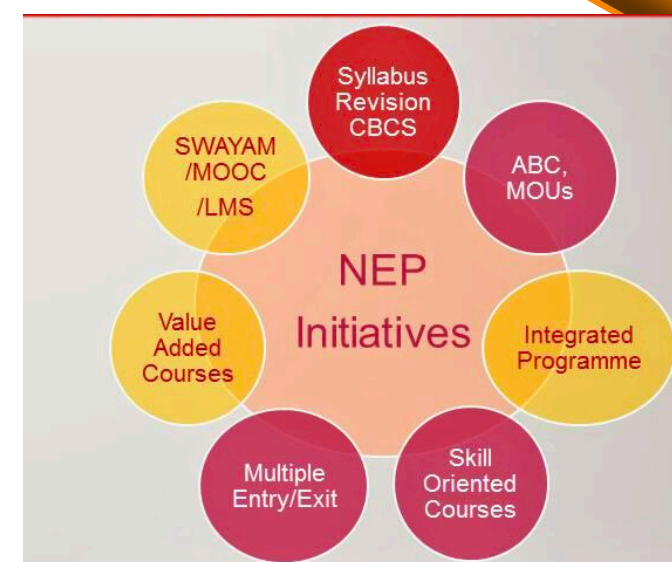 Syllabus
Revision
CBCS
SWAYAM
/MOOC
/LMS
ABC,
MOUs
NEP
Initiatives
Value
Added
Courses
Integrated
Programme
Multiple
Entry/Exit
Skill
Oriented
Courses